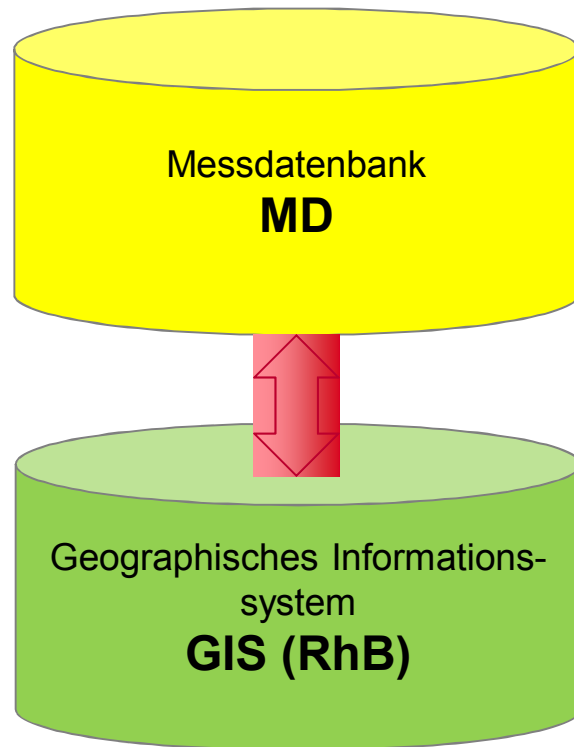 Messdatenbank
MD
Geographisches Informations-
system
GIS (RhB)